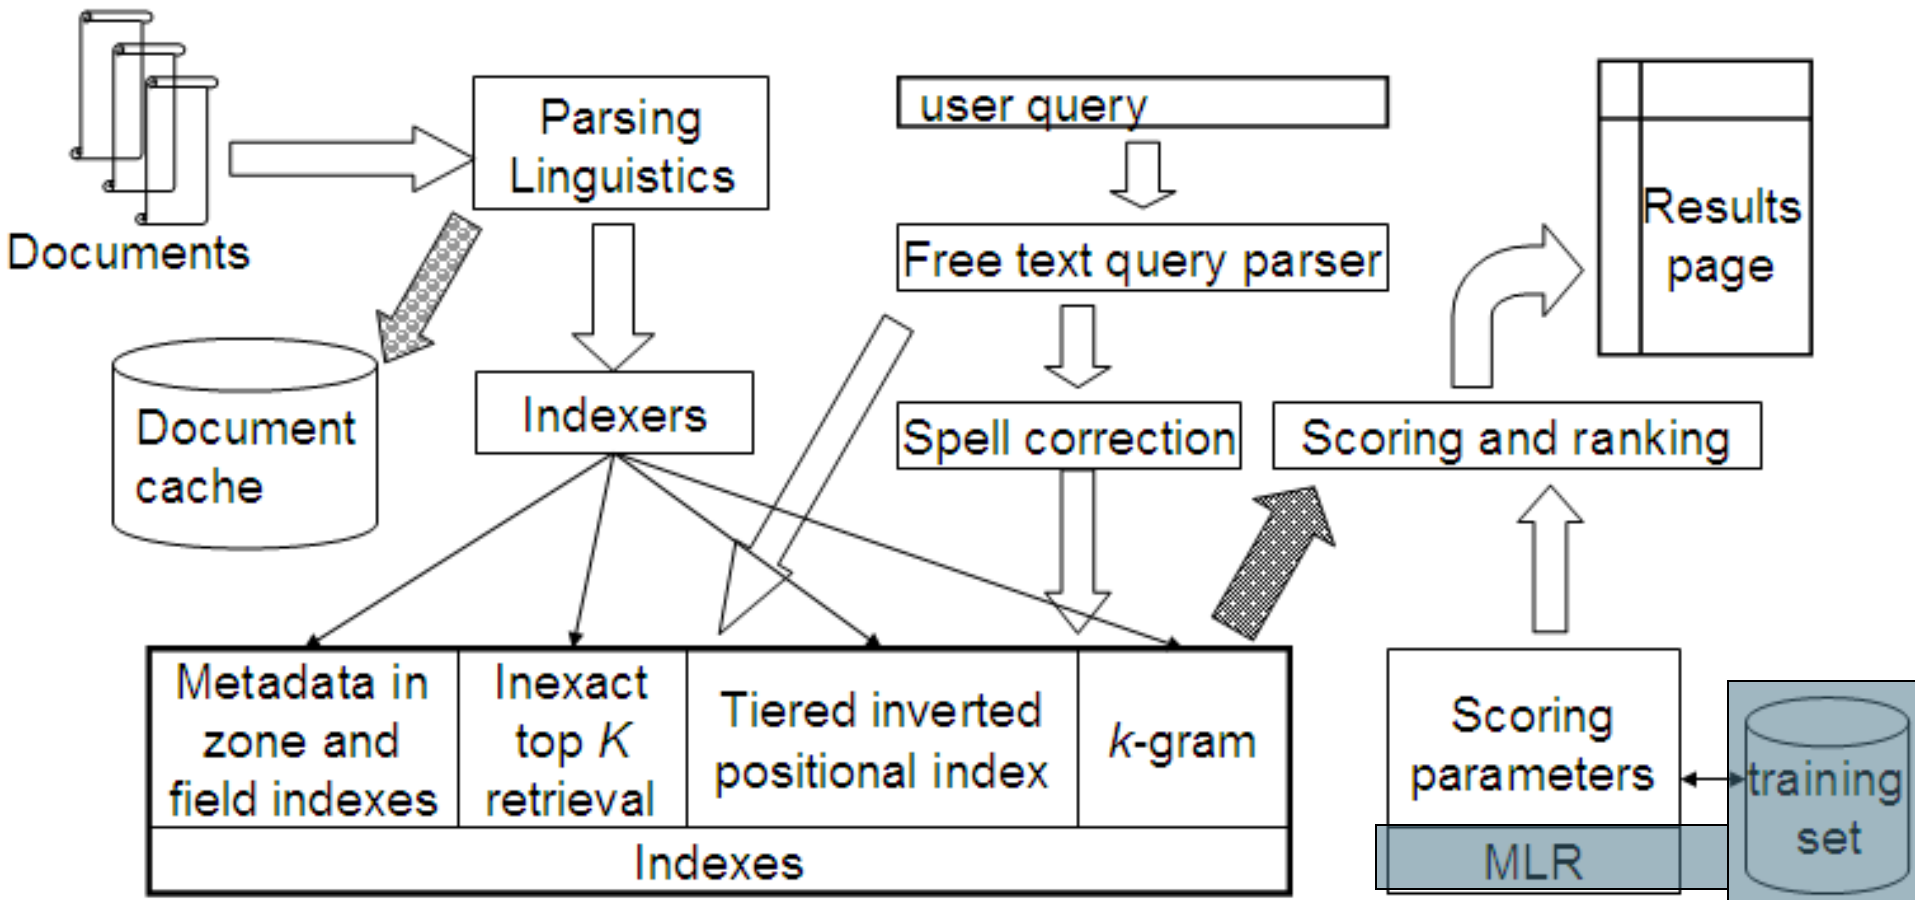 Documents
Parsing
Linguistics
Document
cache
Indexers
user query
Free text query parser
Spell correction
Scoring and ranking
Results
page
Metadata in
zone and
field indexes
Inexact
top K
retrieval
Tiered inverted
positional index
k-gram
Indexes
Scoring
parameters
MLR
training
set